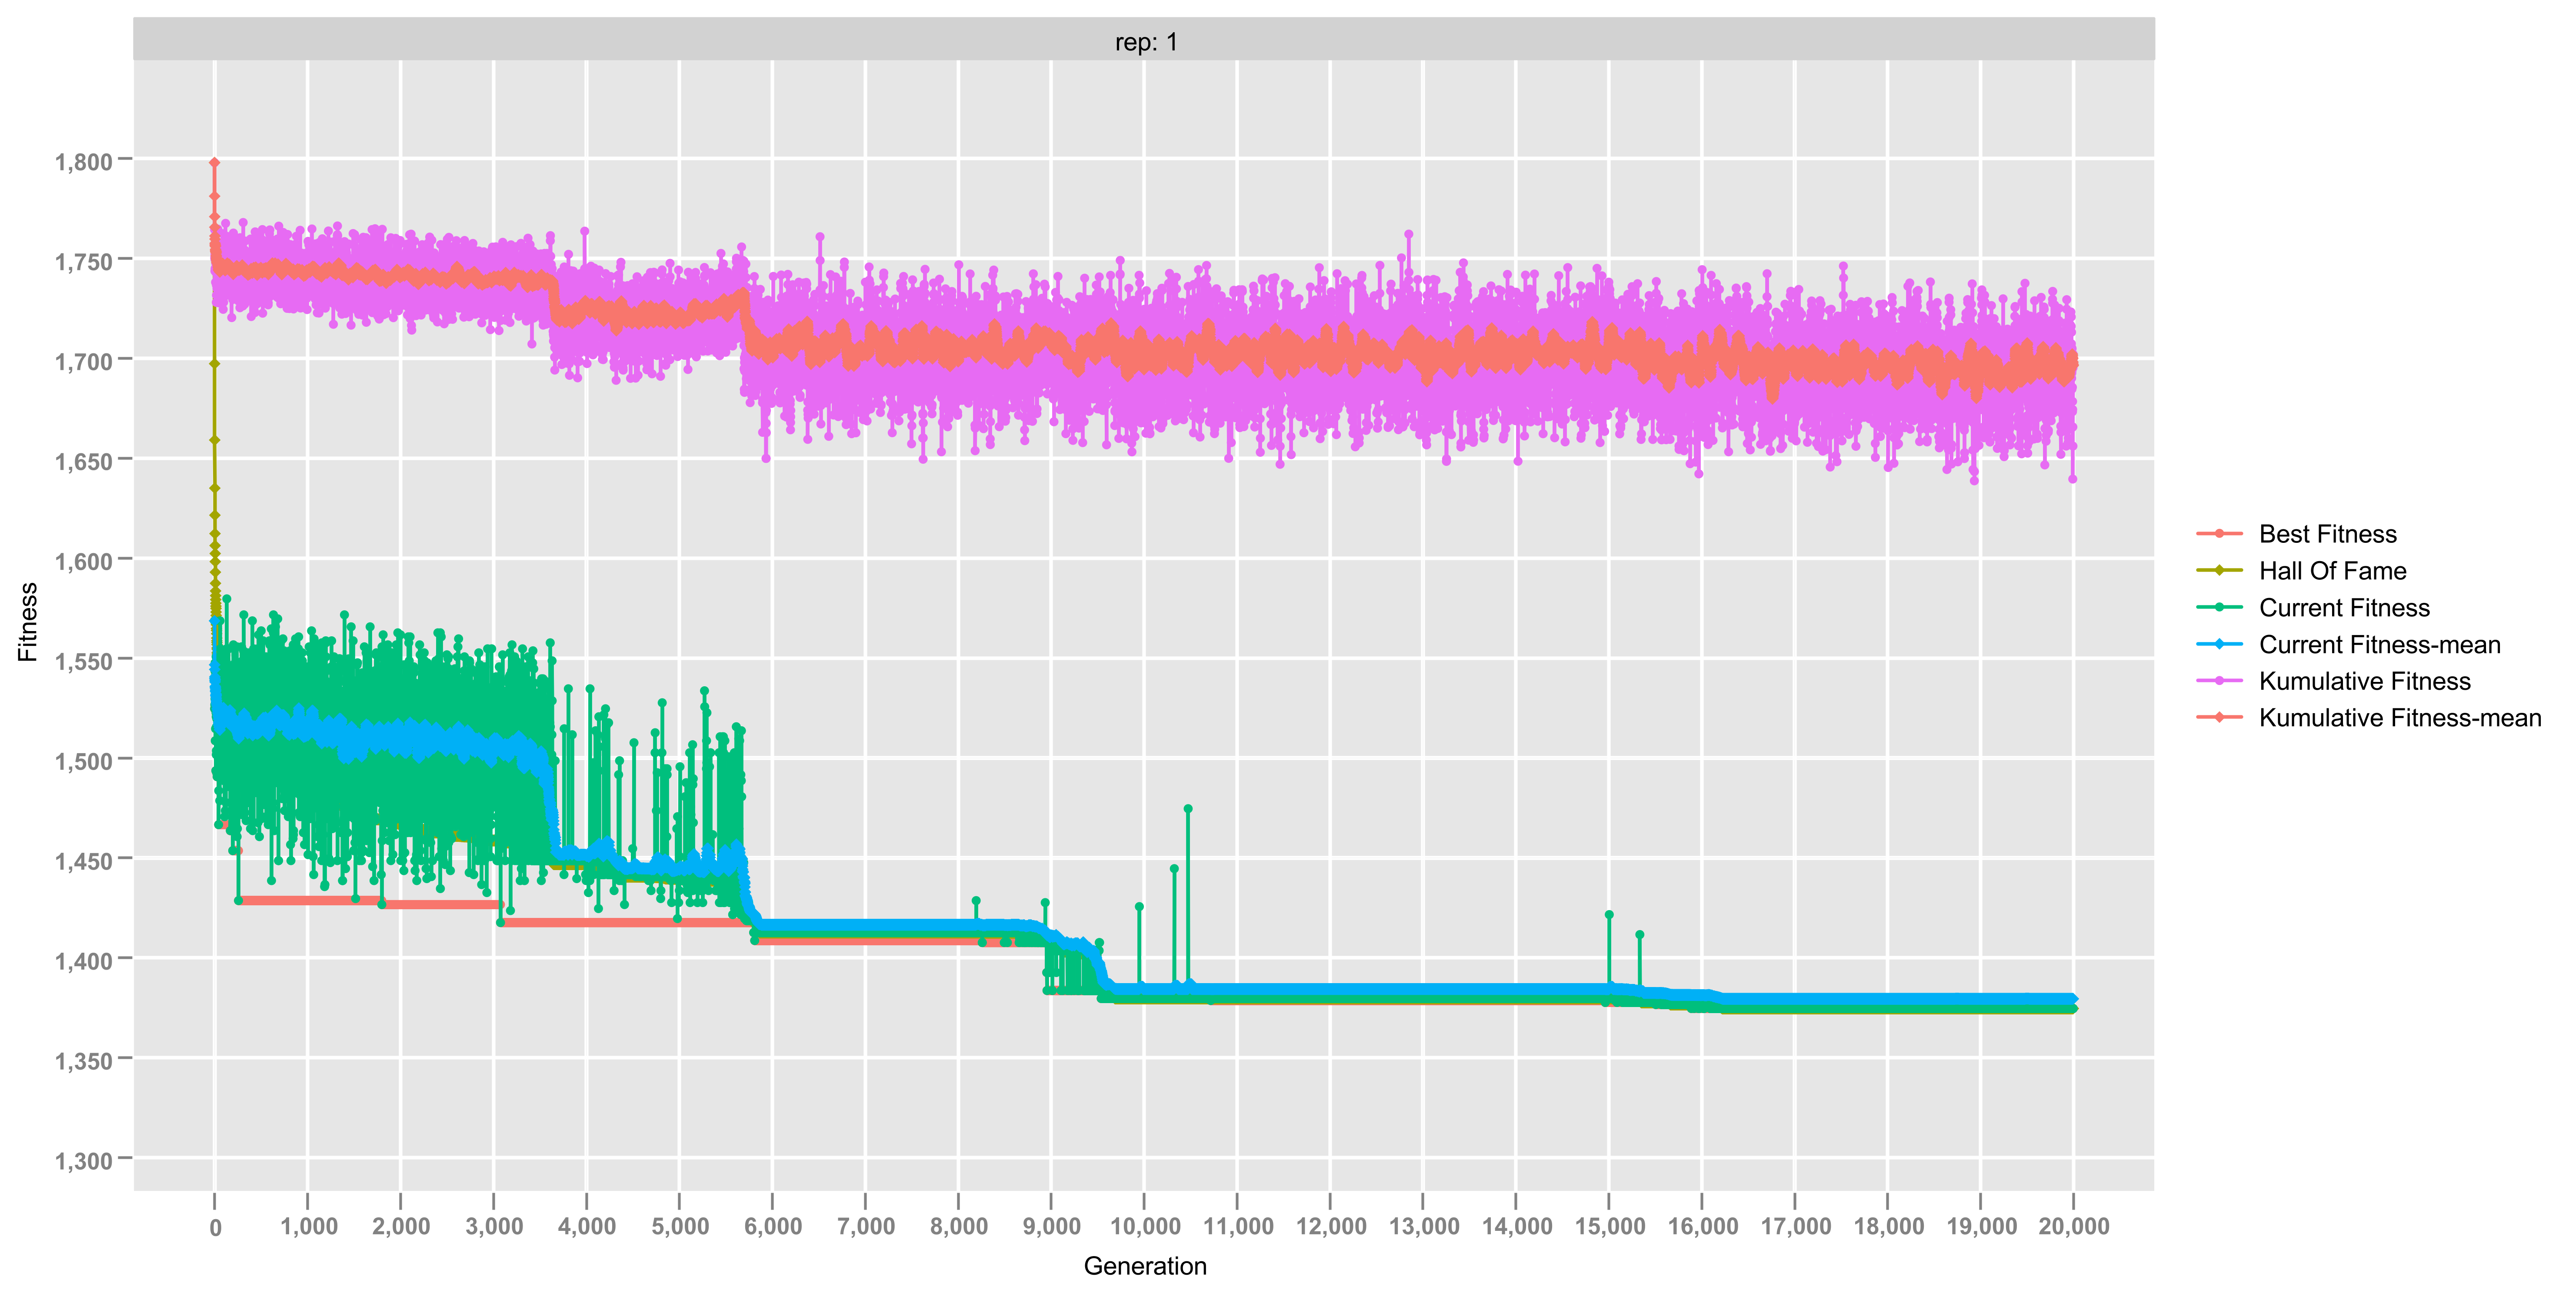 rep: 1
1,800
1,750
1,700
1,650
1,600
1,550
1,500
1,450
1,400
1,350
1,300
Fitness
0 1,000 2,000 3,000 4,000 5,000 6,000 7,000 8,000 9,000 10,000 11,000 12,000 13,000 14,000 15,000 16,000 17,000 18,000 19,000 20,000
Generation
Best Fitness
Hall Of Fame
Current Fitness
Current Fitness-mean
Kumulative Fitness
Kumulative Fitness-mean